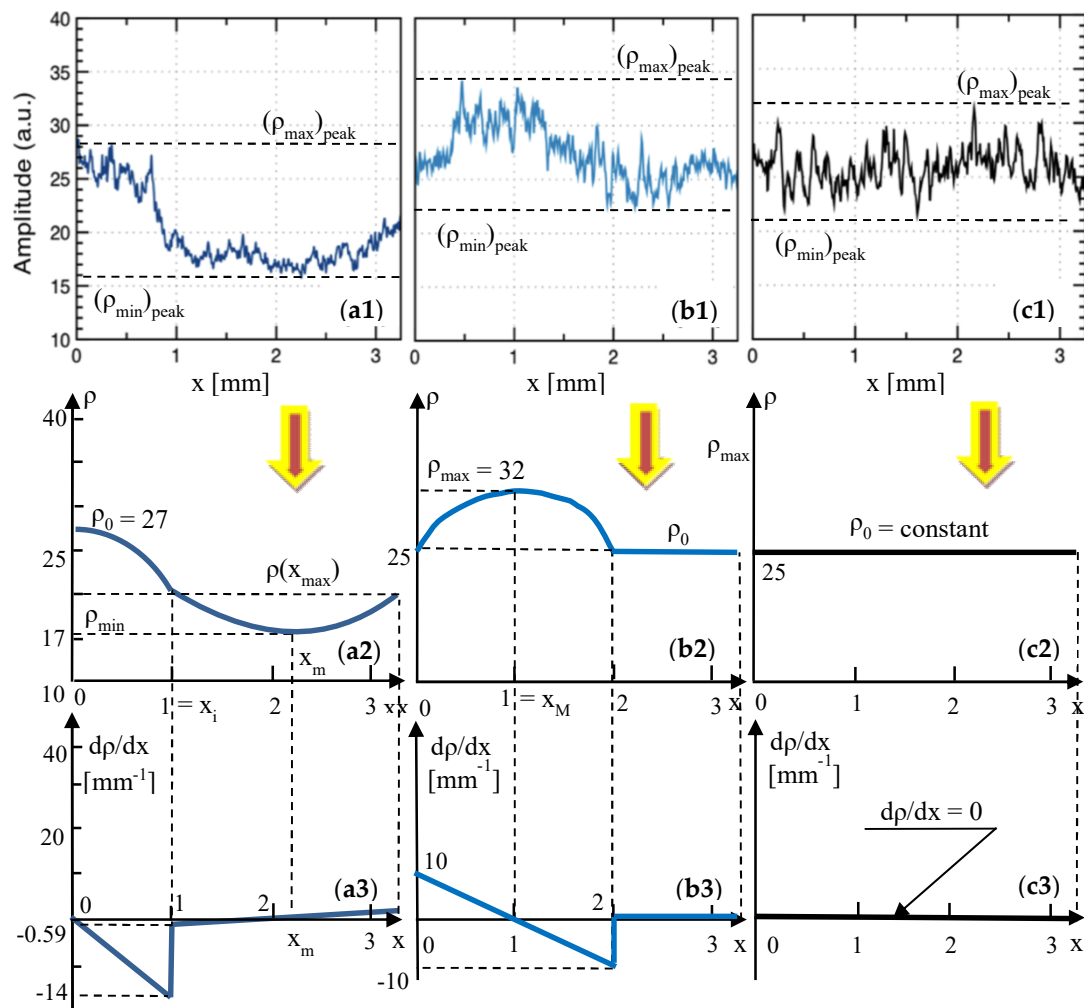 40
35
30
25
20
15
10
Amplitude (a.u.)
(ρmax)peak
(ρmin)peak
(a1)
0
1
2
3
x [mm]
(ρmax)peak
(ρmin)peak
(b1)
0
1
2
3
x [mm]
(ρmax)peak
(ρmin)peak
(c1)
0
1
2
3
x [mm]
ρ
40
ρ0 = 27
25
ρ(xmax)
ρmin
17
xm
(a2)
10
0
1 = xi
2
3
xx
ρ
ρmax = 32
ρ0
25
(b2)
0
1 = xM
2
3
x
ρ
ρmax
ρ0 = constant
25
(c2)
0
1
2
3
x
dρ/dx
[mm-1]
40
20
0
1
2
(a3)
-0.59
xm
3
x
-14
dρ/dx
[mm-1]
10
2
(b3)
0
1
3
x
-10
dρ/dx
[mm-1]
dρ/dx = 0
(c3)
0
1
2
3
x